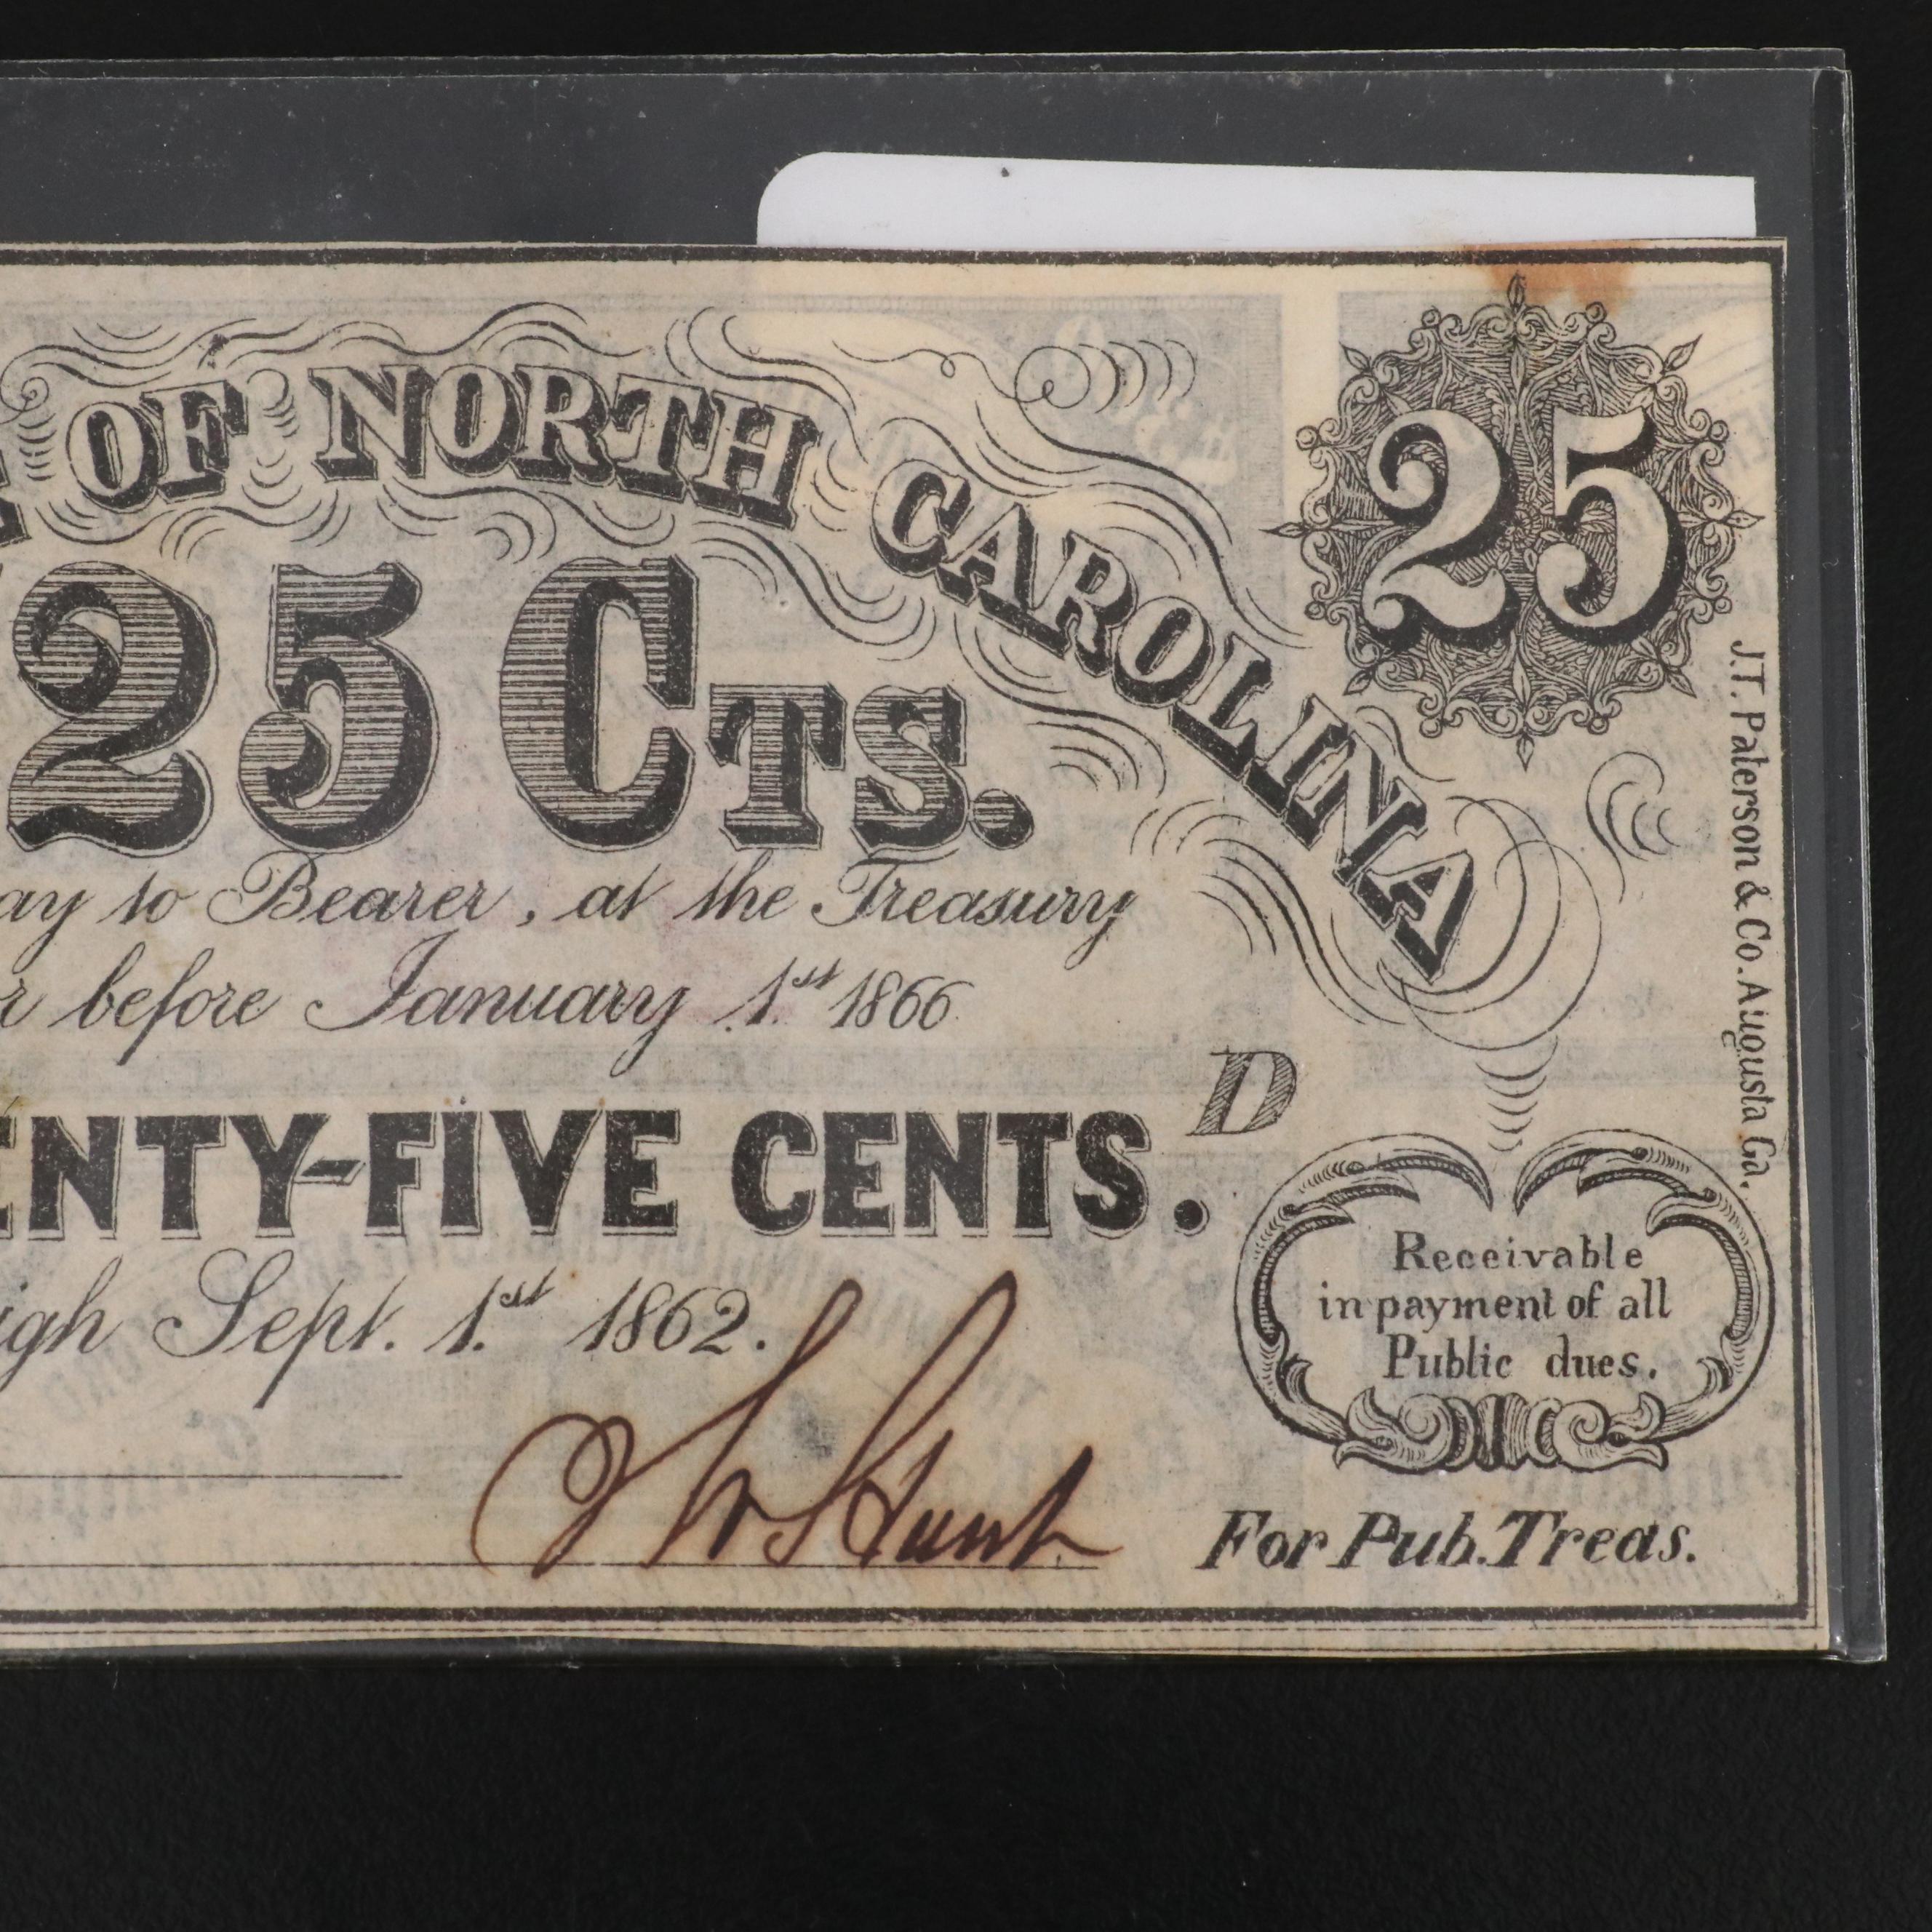 OF NORTH CAROLINA
25
25 CTS.
ay to Bearer, at the Treasury
r before January 1st 1866
D
ENTY-FIVE CENTS.
igh Sept. 1st 1862.
Receivable
in payment of all
Public dues.
For Pub. Treas.
J.T. Paterson & Co. Augusta Ga.